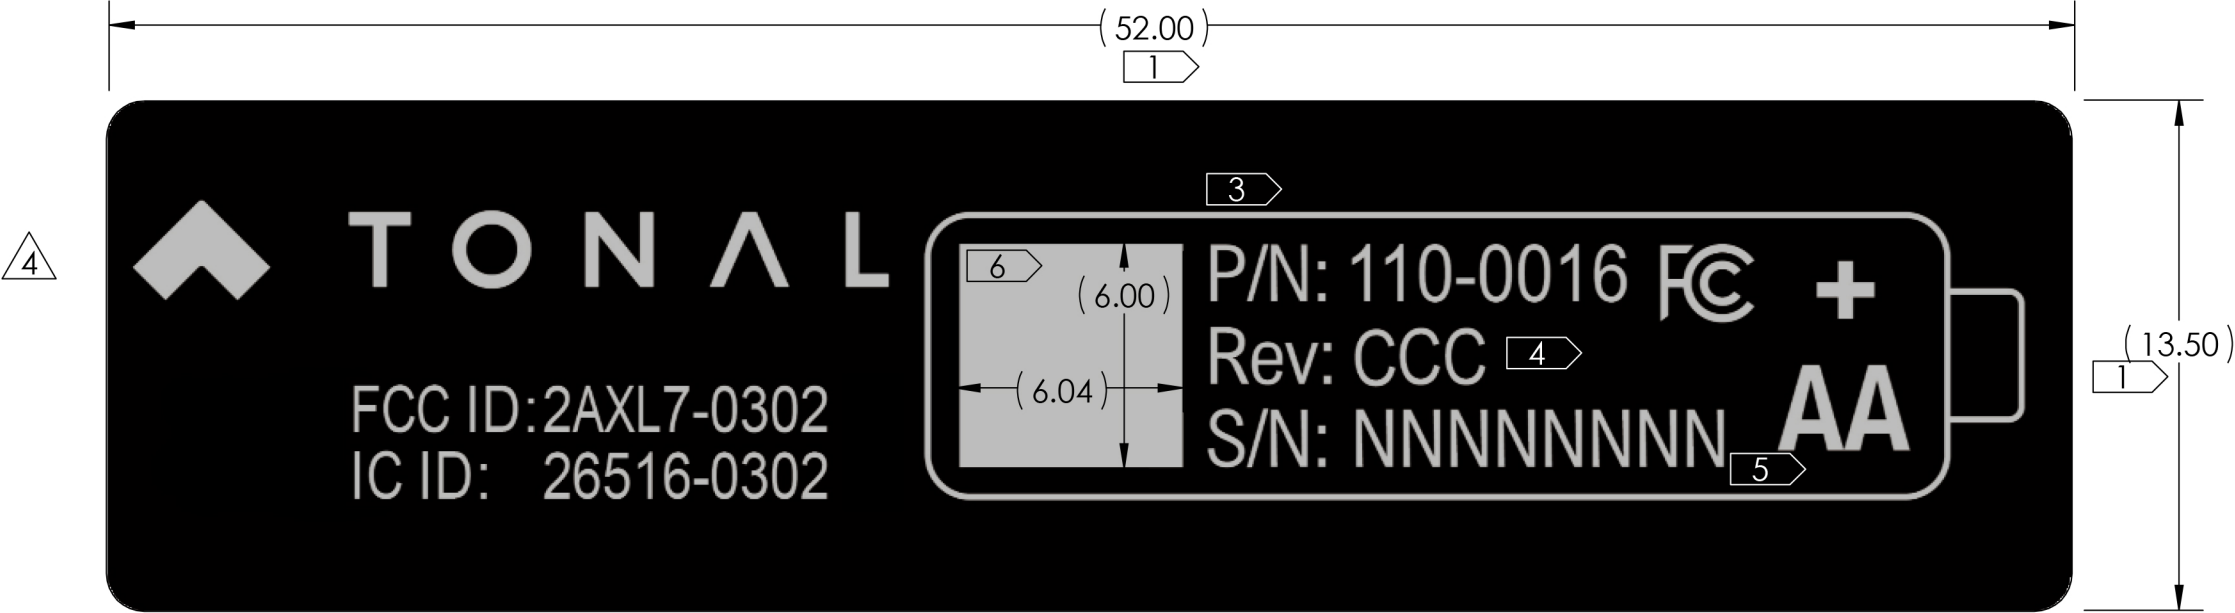 (52.00)
1
3
4
TONAL
6
(6.00)
(6.04)
P/N: 110-0016 FC +
Rev: CCC 4
S/N: NNNNNNNN 5
AA
(13.50)
1
FCC ID: 2AXL7-0302
IC ID: 26516-0302